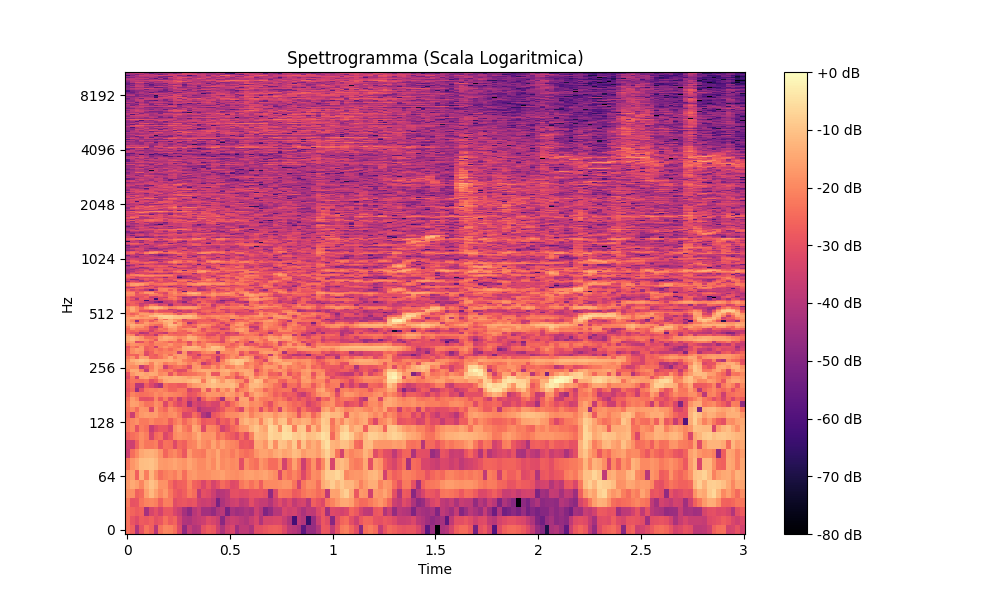 Spettrogramma (Scala Logaritmica)
Hz
8192
4096
2048
1024
512
256
128
64
0
0
0.5
1
1.5
2
2.5
3
Time
+0 dB
-10 dB
-20 dB
-30 dB
-40 dB
-50 dB
-60 dB
-70 dB
-80 dB